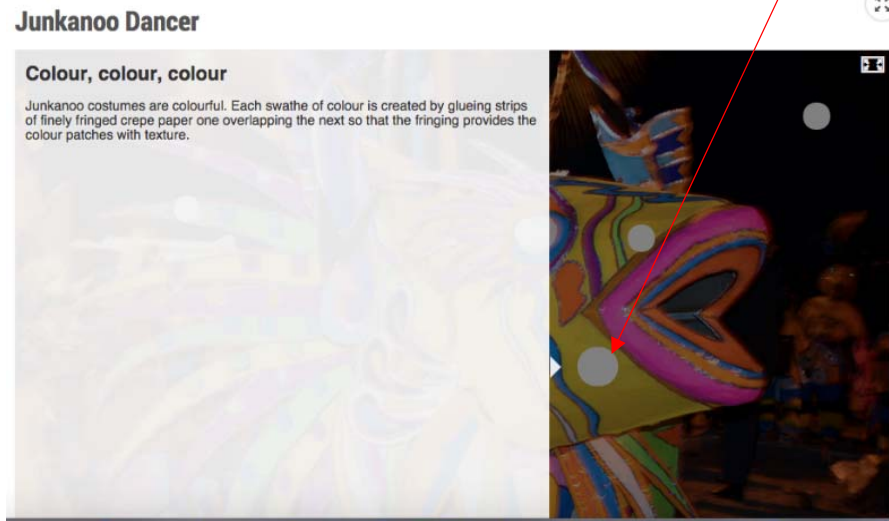 Junkanoo Dancer
Colour, colour, colour
Junkanoo costumes are colourful. Each swathe of colour is created by glueing strips
of finely fringed crepe paper one overlapping the next so that the fringing provides the
colour patches with texture.